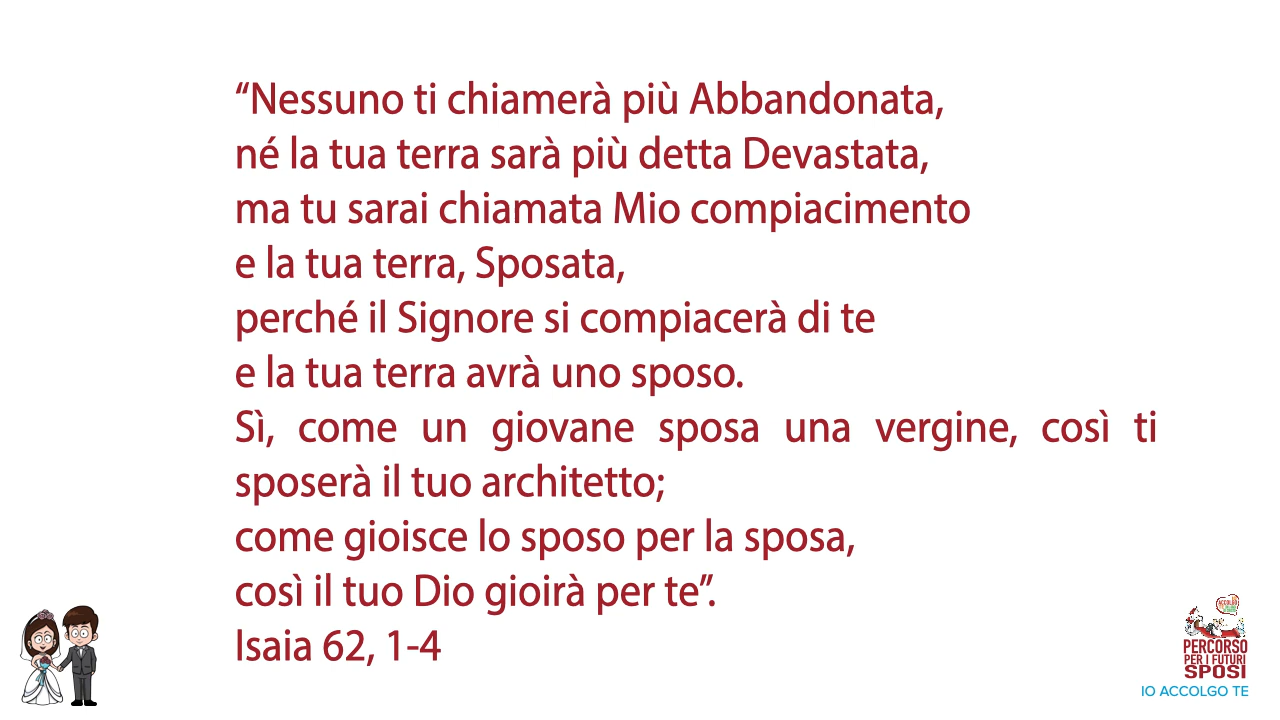 “Nessuno ti chiamerà più Abbandonata,
né la tua terra sarà più detta Devastata,
ma tu sarai chiamata Mio compiacimento
e la tua terra, Sposata,
perché il Signore si compiacerà di te
e la tua terra avrà uno sposo.
Sì, come un giovane sposa una vergine, così ti
sposerà il tuo architetto;
come gioisce lo sposo per la sposa,
così il tuo Dio gioirà per te”.
Isaia 62, 1-4
PERCORSO
PER I FUTURI
SPOSI
IO ACCOLGO TE